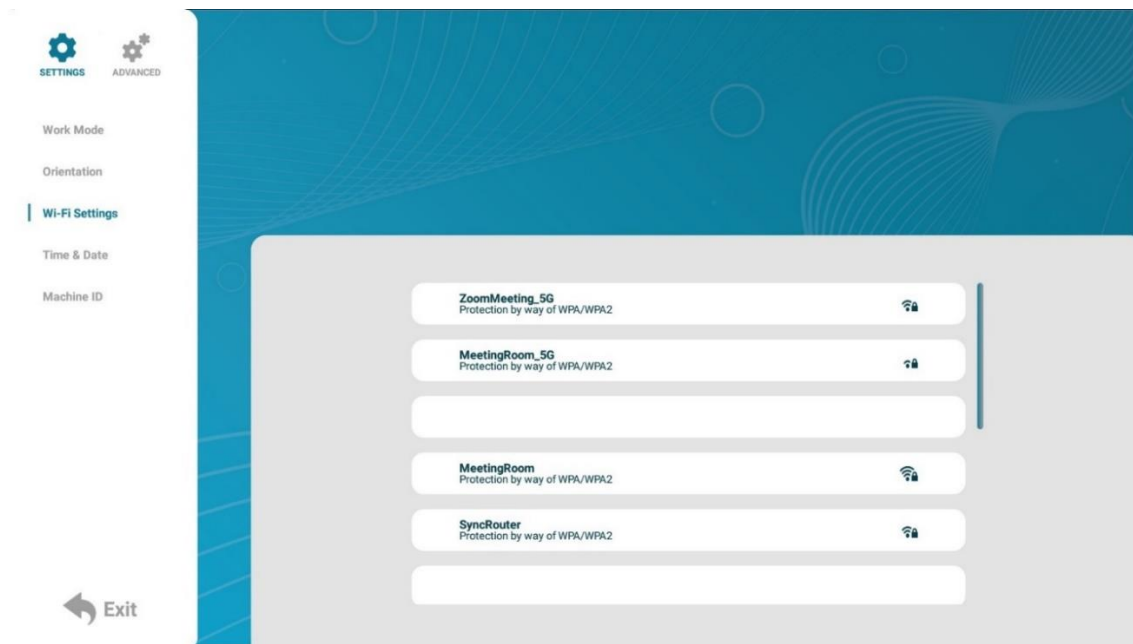 SETTINGS
ADVANCED
Work Mode
Orientation
Wi-Fi Settings
Time & Date
Machine ID
Exit
ZoomMeeting_5G
Protection by way of WPA/WPA2
MeetingRoom_5G
Protection by way of WPA/WPA2
MeetingRoom
Protection by way of WPA/WPA2
SyncRouter
Protection by way of WPA/WPA2